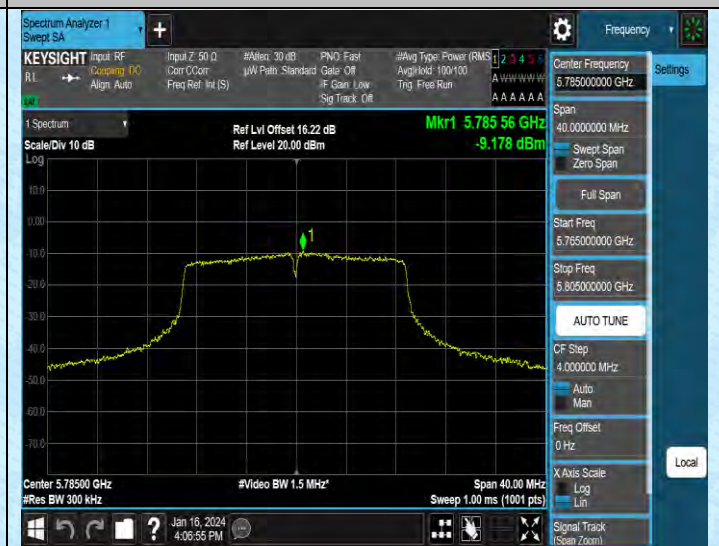 Spectrum Analyzer 1
Swept SA
+
Frequency
KEYSIGHT
Input: RF
Coupling: DC
Align: Auto
Input Z: 50 Ω
Corr CCorr
Freq Ref: Int (S)
#Atten: 30 dB
µW Path: Standard
PNO: Fast
Gate: Off
IF Gain: Low
Sig Track: Off
#Avg Type: Power (RMS
Avg|Hold: 100/100
Trig: Free Run
1 2 3 4 5 6
A W W W W W
A A A A A A
1 Spectrum
Scale/Div 10 dB
Log
Ref Lvl Offset 16.22 dB
Ref Level 20.00 dBm
Mkr1 5.785 56 GHz
-9.178 dBm
10.0
0.00
-10.0
-20.0
-30.0
-40.0
-50.0
-60.0
-70.0
1
Center 5.78500 GHz
#Res BW 300 kHz
#Video BW 1.5 MHz*
Span 40.00 MHz
Sweep 1.00 ms (1001 pts)
Center Frequency
5.785000000 GHz
Span
40.0000000 MHz
Swept Span
Zero Span
Full Span
Start Freq
5.765000000 GHz
Stop Freq
5.805000000 GHz
AUTO TUNE
CF Step
4.000000 MHz
Auto
Man
Freq Offset
0 Hz
X Axis Scale
Log
Lin
Signal Track
(Span Zoom)
Settings
Local
?
Jan 16, 2024
4:06:55 PM